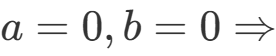 a = 0, b = 0 ⇒